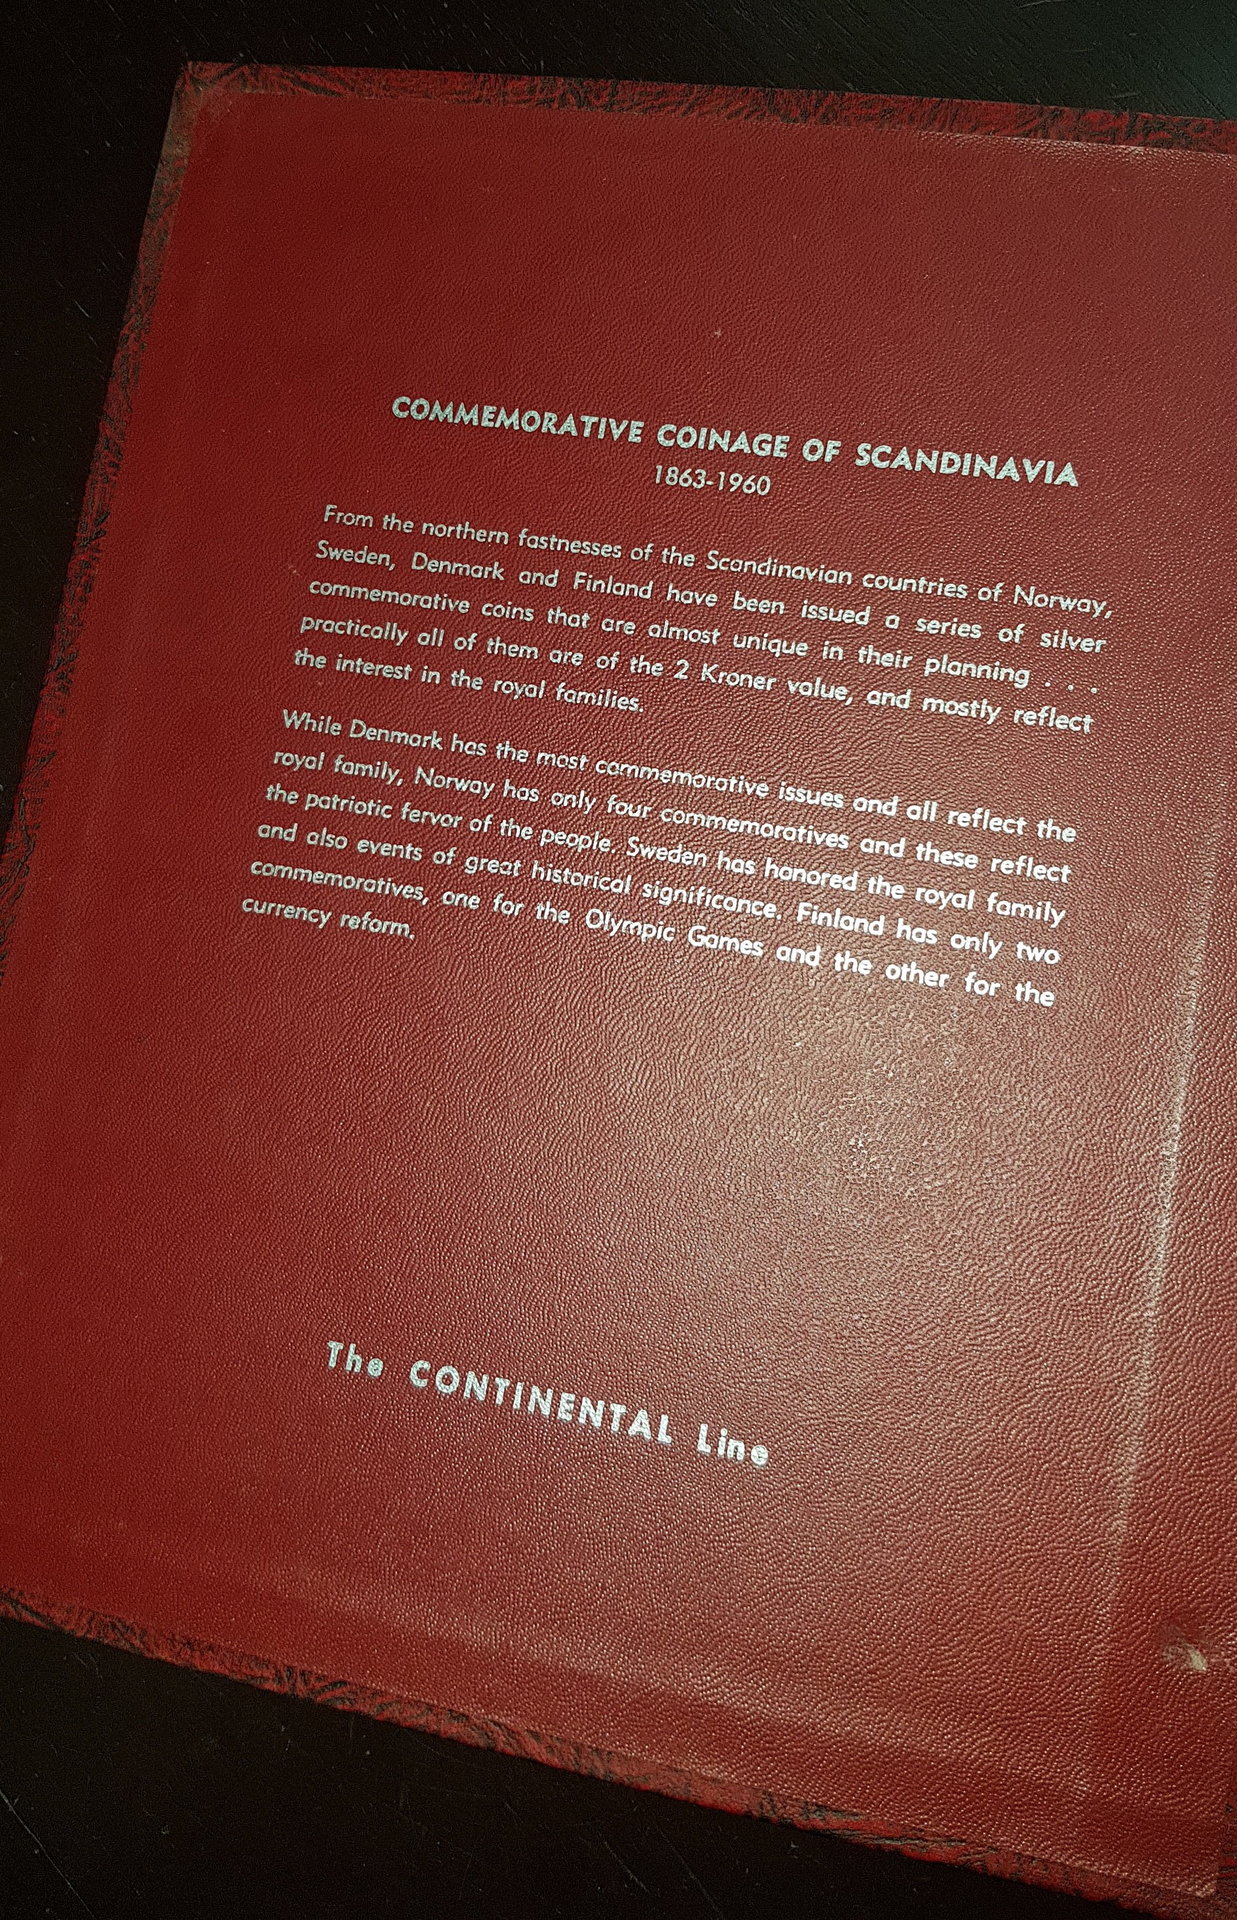 COMMEMORATIVE COINAGE OF SCANDINAVIA
1863-1960
From the northern fastnesses of the Scandinavian countries of Norway,
Sweden, Denmark and Finland have been issued a series of silver
commemorative coins that are almost unique in their planning . . .
practically all of them are of the 2 Kroner value, and mostly reflect
the interest in the royal families.
While Denmark has the most commemorative issues and all reflect the
royal family, Norway has only four commemoratives and these reflect
the patriotic fervor of the people. Sweden has honored the royal family
and also events of great historical significance. Finland has only two
commemoratives, one for the Olympic Games and the other for the
currency reform.
The CONTINENTAL Line